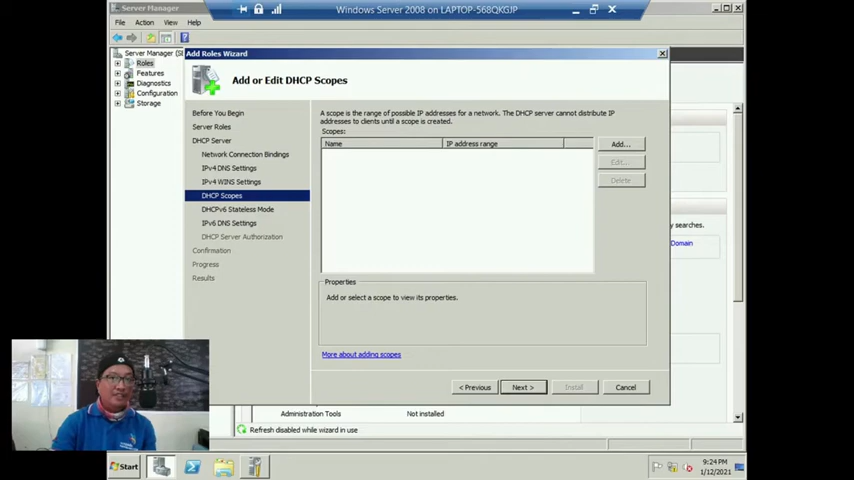 Server Manager
Windows Server 2008 on LAPTOP-568QKGJP
File Action View Help
Server Manager (S
Roles
Features
Diagnostics
Configuration
Storage
Add Roles Wizard
Add or Edit DHCP Scopes
Before You Begin
Server Roles
DHCP Server
Network Connection Bindings
IPv4 DNS Settings
IPv4 WINS Settings
DHCP Scopes
DHCPv6 Stateless Mode
IPv6 DNS Settings
DHCP Server Authorization
Confirmation
Progress
Results
A scope is the range of possible IP addresses for a network. The DHCP server cannot distribute IP
addresses to clients until a scope is created.
Scopes:
Name IP address range
Add...
Edit...
Delete
Properties
Add or select a scope to view its properties.
More about adding scopes
< Previous Next > Install Cancel
y searches.
Domain
Administration Tools Not installed
Refresh disabled while wizard in use
Start
9:24 PM
1/12/2021